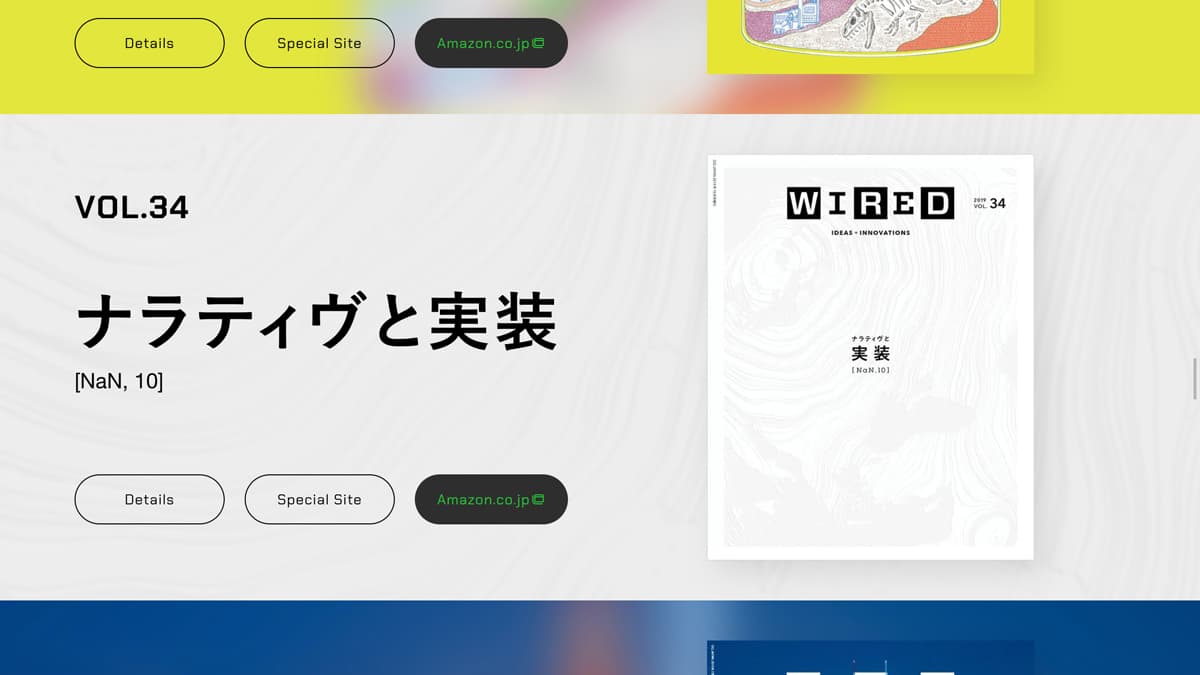 Details
Special Site
Amazon.co.jp
VOL.34
ナラティヴと実装
[NaN, 10]
Details
Special Site
Amazon.co.jp
WIRED
2019
VOL. 34
IDEAS + INNOVATIONS
ナラティヴと
実装
[NaN,10]